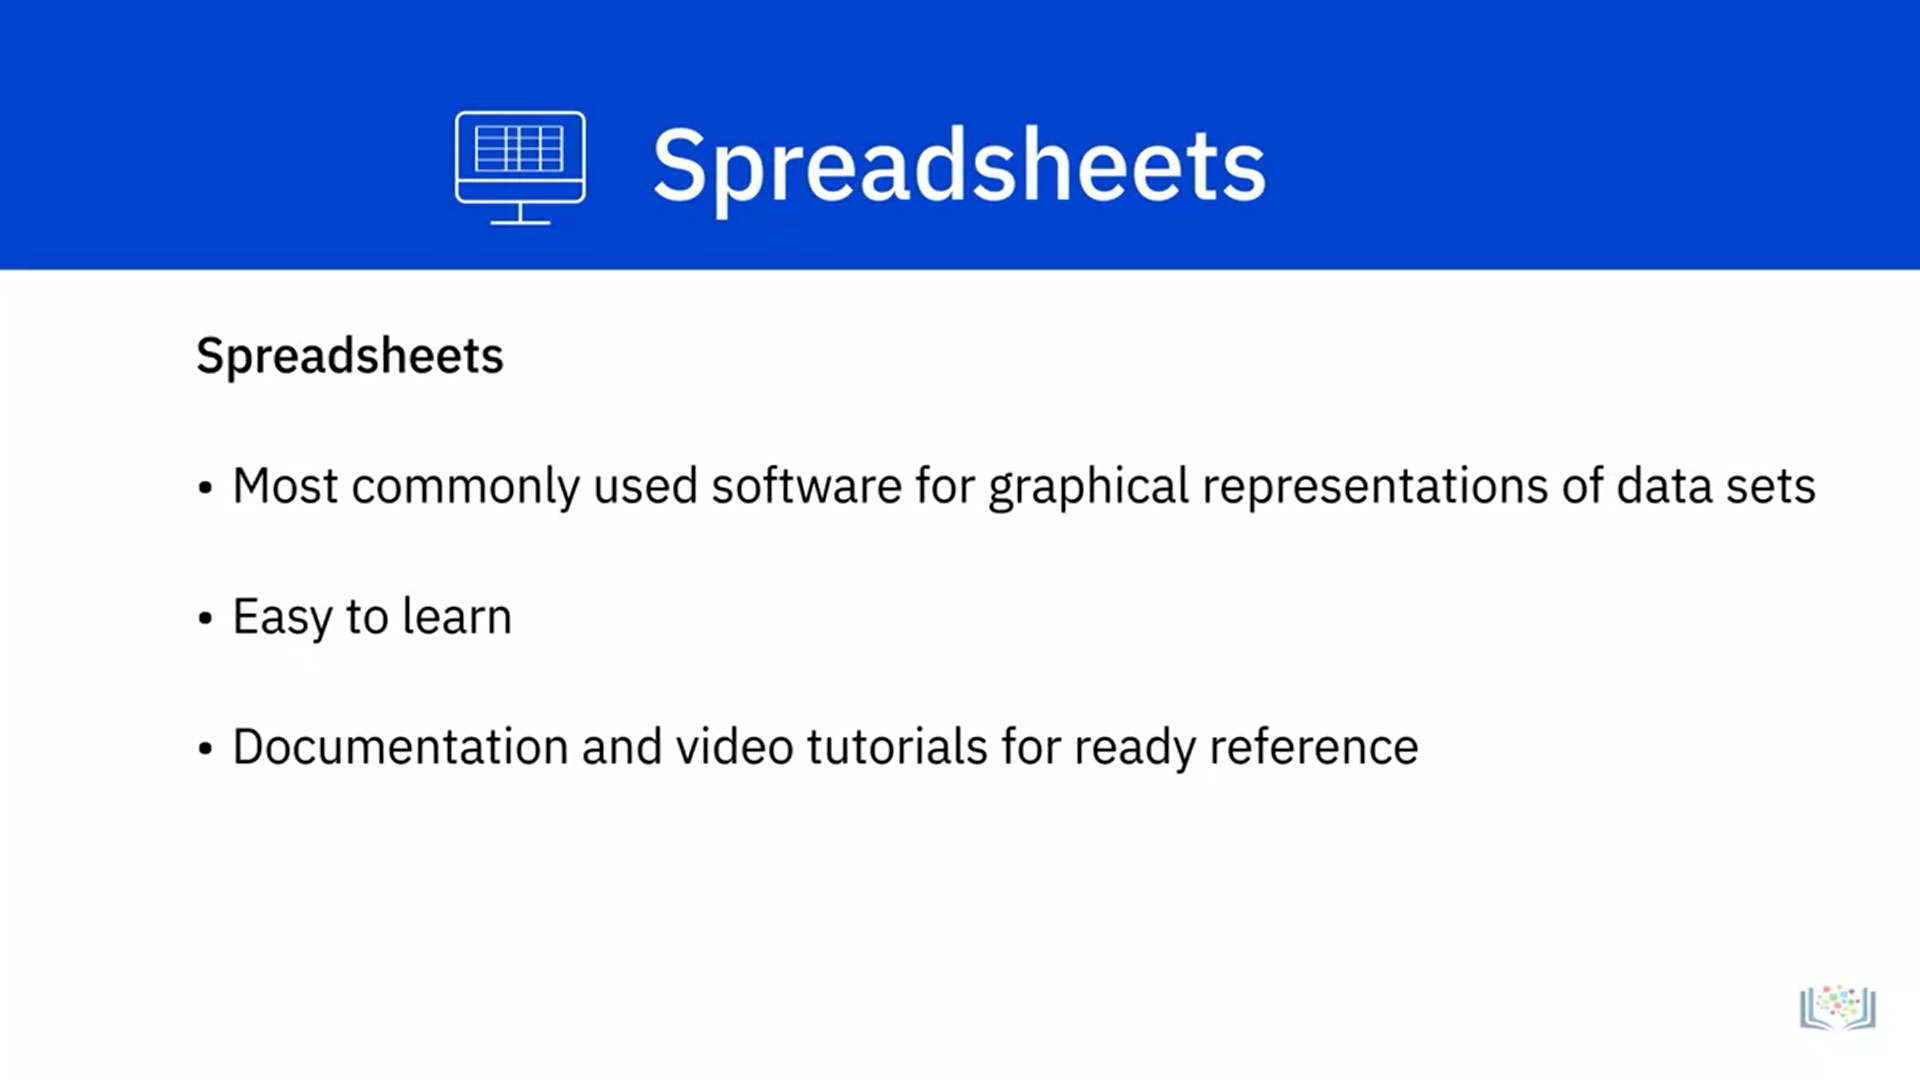 Spreadsheets
Spreadsheets
• Most commonly used software for graphical representations of data sets
• Easy to learn
• Documentation and video tutorials for ready reference